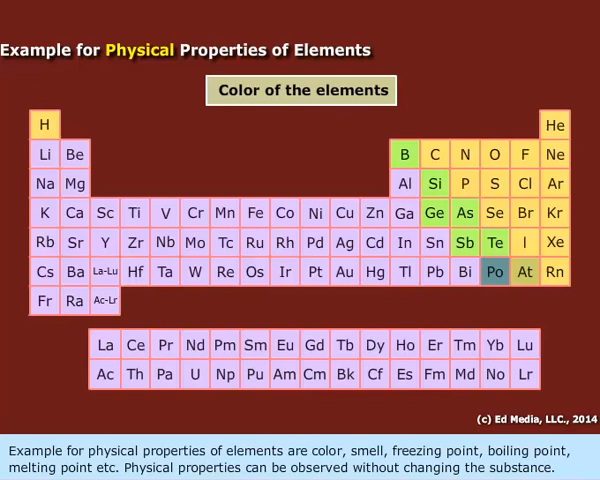 Example for Physical Properties of Elements
Color of the elements
H He
Li Be B C N O F Ne
Na Mg Al Si P S Cl Ar
K Ca Sc Ti V Cr Mn Fe Co Ni Cu Zn Ga Ge As Se Br Kr
Rb Sr Y Zr Nb Mo Tc Ru Rh Pd Ag Cd In Sn Sb Te I Xe
Cs Ba La-Lu Hf Ta W Re Os Ir Pt Au Hg Tl Pb Bi Po At Rn
Fr Ra Ac-Lr
La Ce Pr Nd Pm Sm Eu Gd Tb Dy Ho Er Tm Yb Lu
Ac Th Pa U Np Pu Am Cm Bk Cf Es Fm Md No Lr
(c) Ed Media, LLC., 2014
Example for physical properties of elements are color, smell, freezing point, boiling point,
melting point etc. Physical properties can be observed without changing the substance.